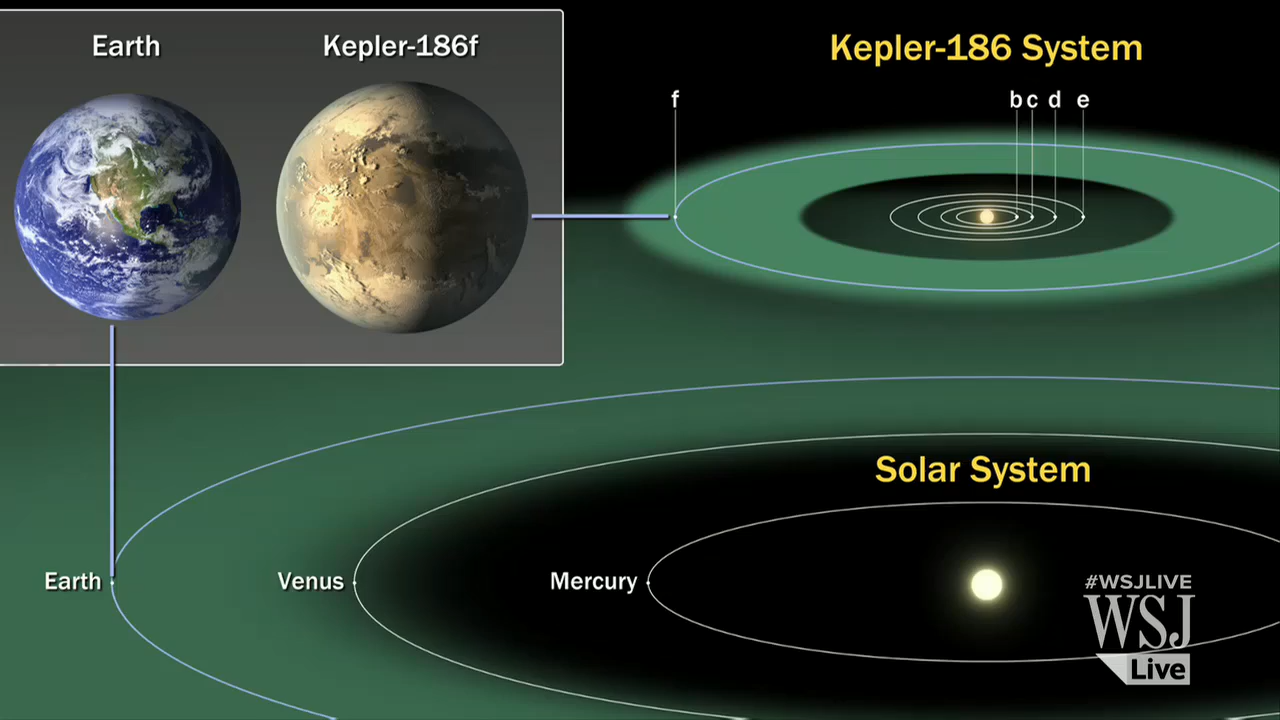 Earth
Kepler-186f
Kepler-186 System
f
b c d e
Solar System
Earth
Venus
Mercury
#WSJLIVE
WSJ
Live